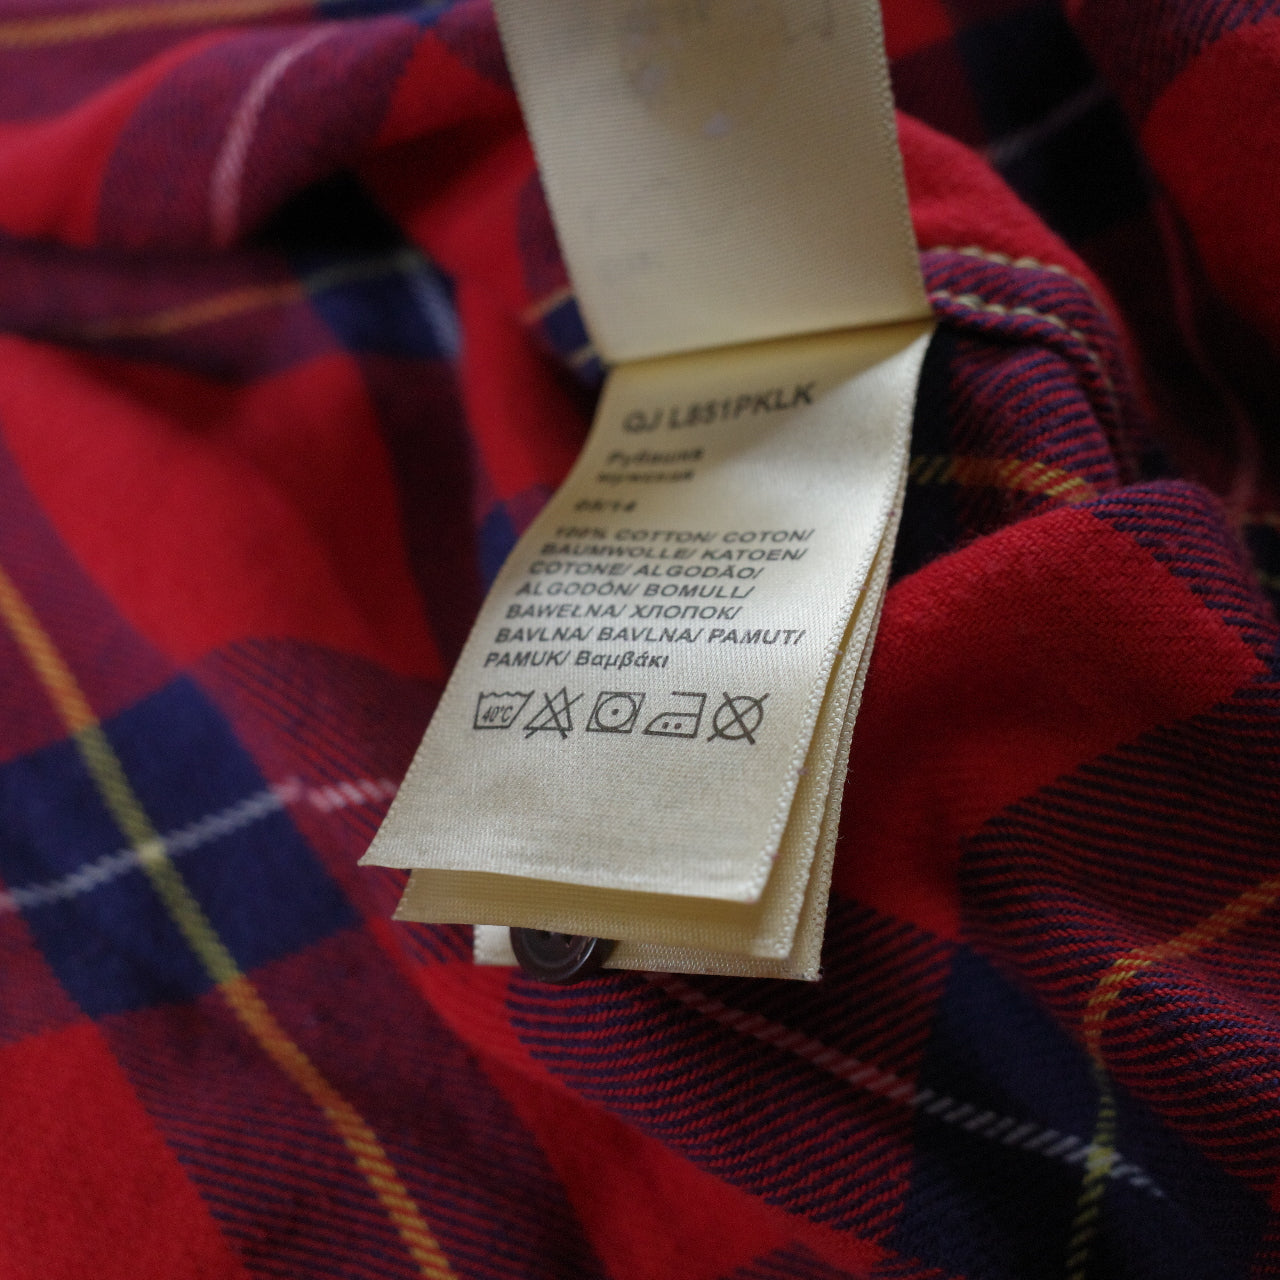 QJ L851PKLK
Рубашка
мужская
05/14
100% COTTON/ COTON/
BAUMWOLLE/ KATOEN/
COTONE/ ALGODÃO/
ALGODÓN/ BOMULL/
BAWEŁNA/ ХЛОПОК/
BAVLNA/ BAVLNA/ PAMUT/
PAMUK/ Βαμβάκι
40°C